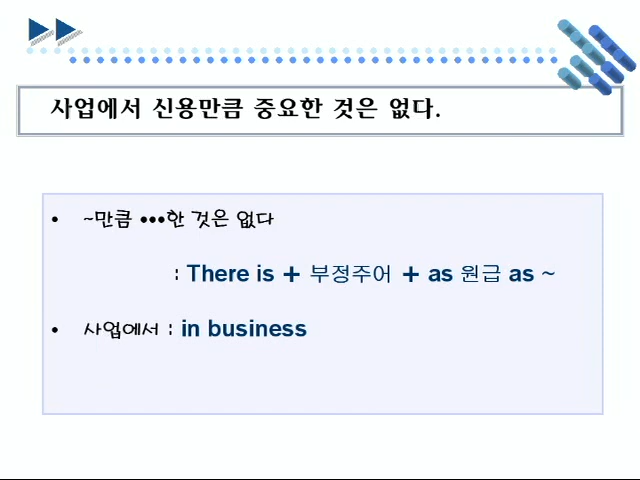 사업에서 신용만큼 중요한 것은 없다.
• ~만큼 •••한 것은 없다
: There is + 부정주어 + as 원급 as ~
• 사업에서 : in business